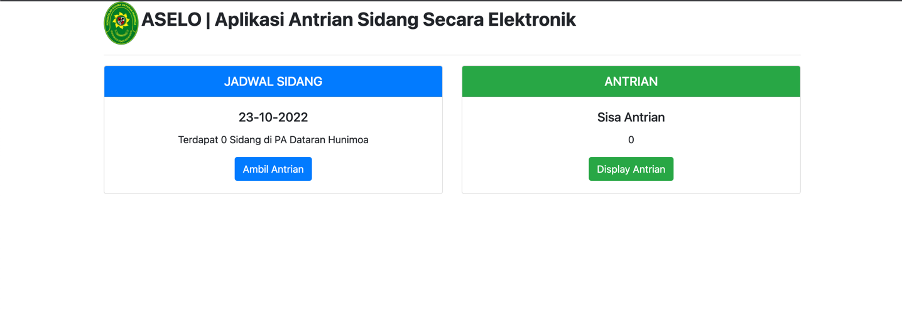 ASELO | Aplikasi Antrian Sidang Secara Elektronik
JADWAL SIDANG
23-10-2022
Terdapat 0 Sidang di PA Dataran Hunimoa
Ambil Antrian
ANTRIAN
Sisa Antrian
0
Display Antrian